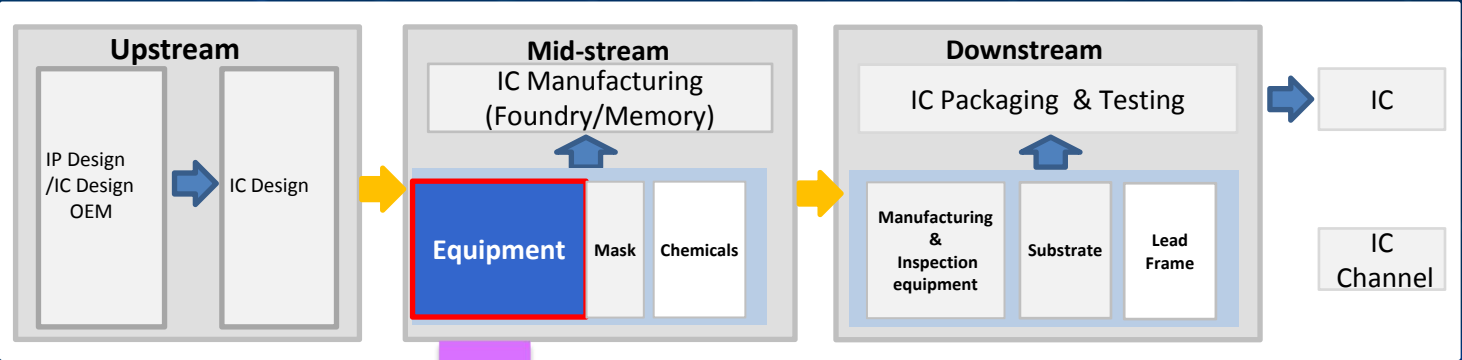 Upstream
IP Design
/IC Design
OEM
IC Design
Mid-stream
IC Manufacturing
(Foundry/Memory)
Equipment
Mask
Chemicals
Downstream
IC Packaging & Testing
Manufacturing
&
Inspection
equipment
Substrate
Lead
Frame
IC
IC
Channel